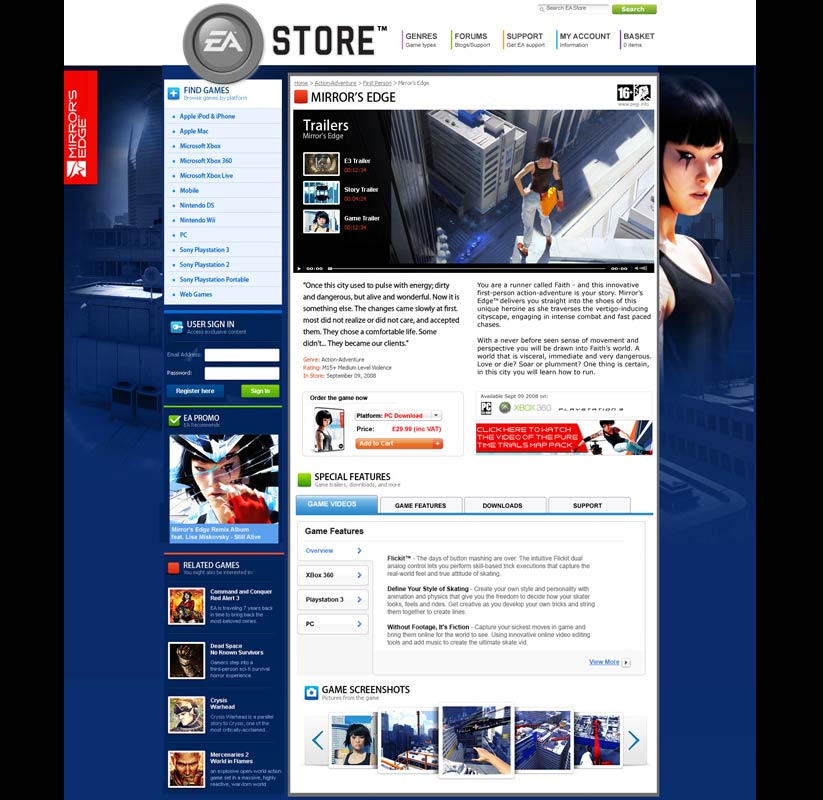 Search EA Store
Search
EA
STORE™
GENRES
Game types
FORUMS
Blogs/Support
SUPPORT
Get EA support
MY ACCOUNT
Information
BASKET
0 items
MIRROR'S
EDGE
FIND GAMES
Browse games by platform
Apple iPod & iPhone
Apple Mac
Microsoft Xbox
Microsoft Xbox 360
Microsoft Xbox Live
Mobile
Nintendo DS
Nintendo Wii
PC
Sony Playstation 3
Sony Playstation 2
Sony Playstation Portable
Web Games
USER SIGN IN
Access exclusive content
Email Address:
Password:
Register here
Sign In
EA PROMO
EA Recommends
Mirror's Edge Remix Album
feat. Lisa Miskovsky - Still Alive
RELATED GAMES
You might also be interested in:
Command and Conquer
Red Alert 3
EA is traveling 7 years back
in time to bring back the
most-beloved series.
Dead Space
No Known Survivors
Gamers step into a
third-person sci-fi survival
horror experience.
Crysis
Warhead
Crysis Warhead is a parallel
story to Crysis, one of the
most critically-acclaimed...
Mercenaries 2
World in Flames
an explosive open-world action
game set in a massive, highly
reactive, war-torn world
Home > Action-Adventure > First Person > Mirror's Edge
MIRROR'S EDGE
16+
www.pegi.info
Trailers
Mirror's Edge
E3 Trailer
00:12:34
Story Trailer
00:04:24
Game Trailer
00:12:34
00:00
00:00
"Once this city used to pulse with energy; dirty
and dangerous, but alive and wonderful. Now it is
something else. The changes came slowly at first.
most did not realize or did not care, and accepted
them. They chose a comfortable life. Some
didn't... They became our clients."
Genre: Action-Adventure
Rating: M15+ Medium Level Violence
In Store: September 09, 2008
You are a runner called Faith - and this innovative
first-person action-adventure is your story. Mirror's
Edge™ delivers you straight into the shoes of this
unique heroine as she traverses the vertigo-inducing
cityscape, engaging in intense combat and fast paced
chases.
With a never before seen sense of movement and
perspective you will be drawn into Faith's world. A
world that is visceral, immediate and very dangerous.
Love or die? Soar or plumment? One thing is certain,
in this city you will learn how to run.
Order the game now
Platform: PC Download
Price: £29.99 (inc VAT)
Add to Cart +
Available Sept 09 2008 on:
XBOX 360
PLAYSTATION 3
CLICK HERE TO WATCH
THE VIDEO OF THE PURE
TIME TRIALS MAP PACK
SPECIAL FEATURES
Game trailers, downloads, and more
GAME VIDEOS
GAME FEATURES
DOWNLOADS
SUPPORT
Game Features
Overview
XBox 360
Playstation 3
PC
Flickit™ - The days of button mashing are over. The intuitive Flickit dual
analog control lets you perform skill-based trick executions that capture the
real-world feel and true attitude of skating.
Define Your Style of Skating - Create your own style and personality with
animation and physics that give you the freedom to decide how your skater
looks, feels and rides. Get creative as you develop your own tricks and string
them together to create lines.
Without Footage, It's Fiction - Capture your sickest moves in game and
bring them online for the world to see. Using innovative online video editing
tools and add music to create the ultimate skate vid.
View More
GAME SCREENSHOTS
Pictures from the game